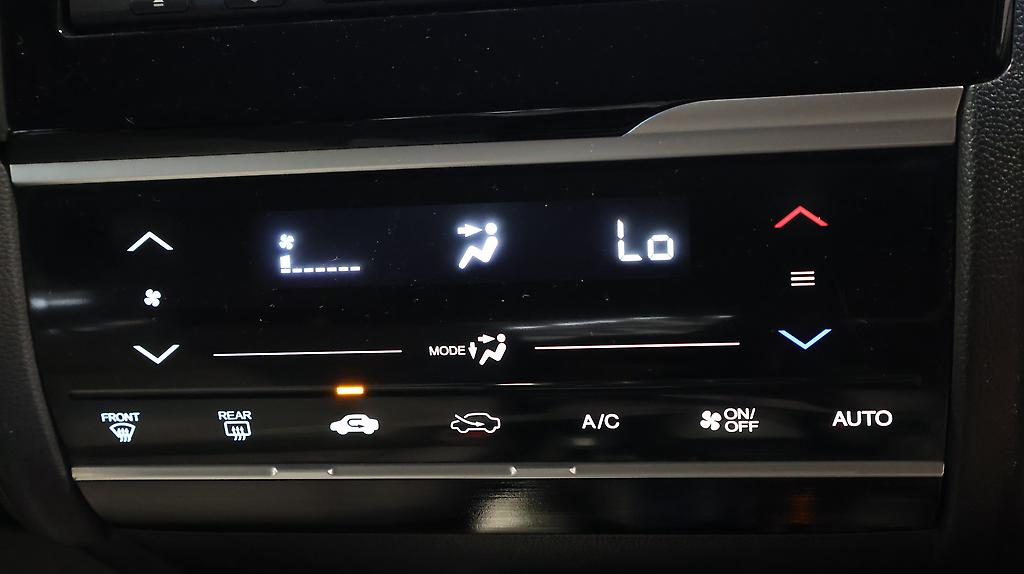 Lo
MODE
FRONT
REAR
A/C
ON/
OFF
AUTO